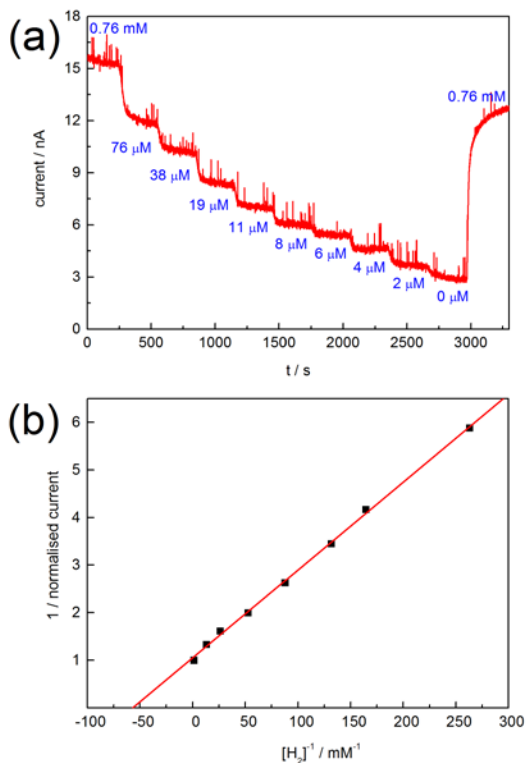 (a)
current / nA
18
15
12
9
6
3
0
0.76 mM
76 μM
38 μM
19 μM
11 μM
8 μM
6 μM
4 μM
2 μM
0 μM
0.76 mM
0 500 1000 1500 2000 2500 3000
t / s
(b)
1 / normalised current
6
5
4
3
2
1
-100 -50 0 50 100 150 200 250 300
[H₂]⁻¹ / mM⁻¹